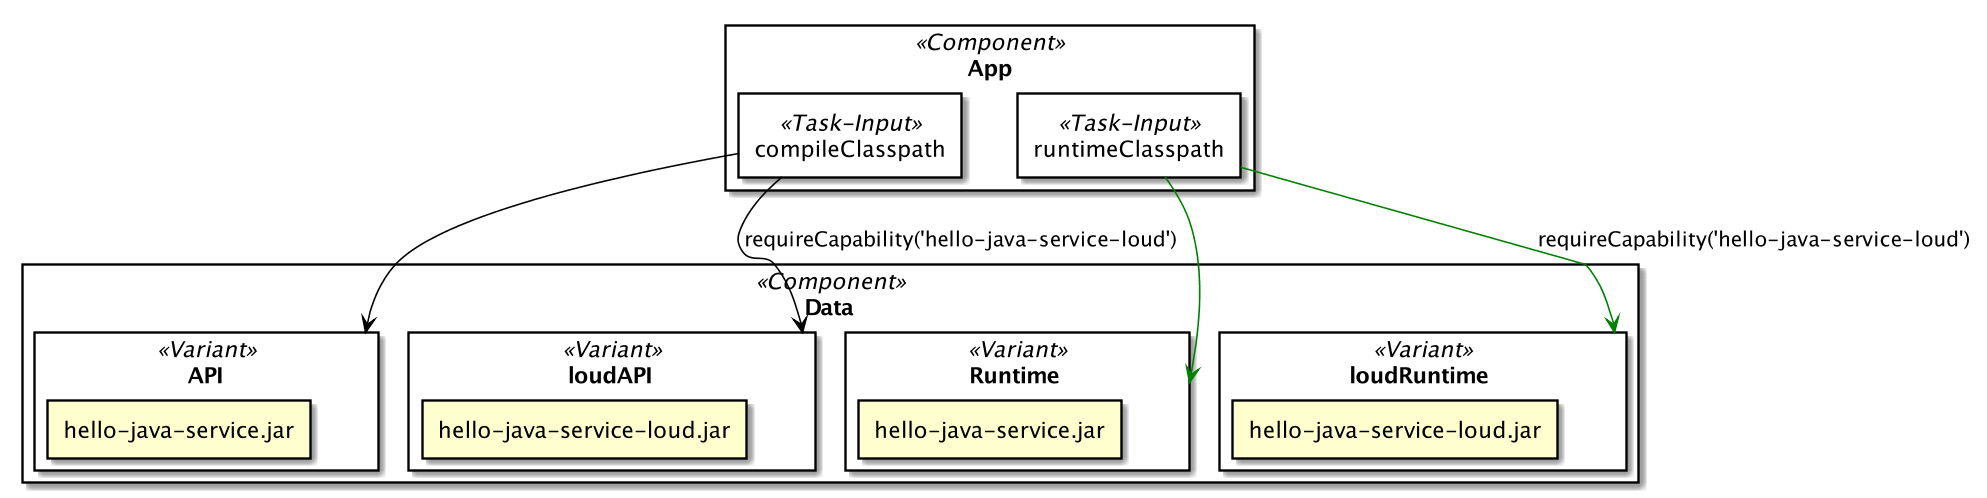 «Component»
App
«Task-Input»
compileClasspath
«Task-Input»
runtimeClasspath
requireCapability('hello-java-service-loud')
requireCapability('hello-java-service-loud')
«Component»
Data
«Variant»
API
hello-java-service.jar
«Variant»
loudAPI
hello-java-service-loud.jar
«Variant»
Runtime
hello-java-service.jar
«Variant»
loudRuntime
hello-java-service-loud.jar